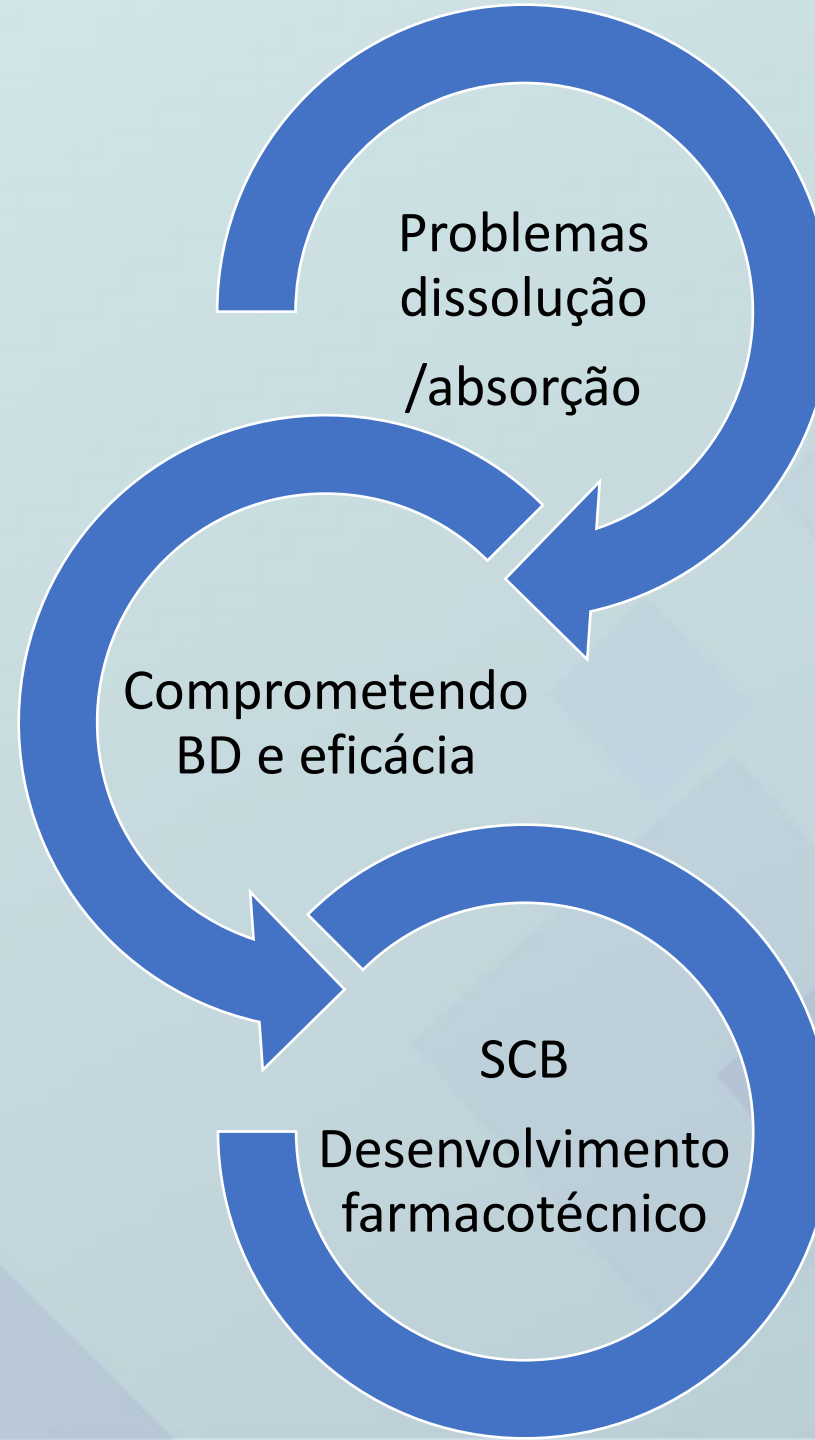 Problemas
dissolução
/absorção
Comprometendo
BD e eficácia
SCB
Desenvolvimento
farmacotécnico